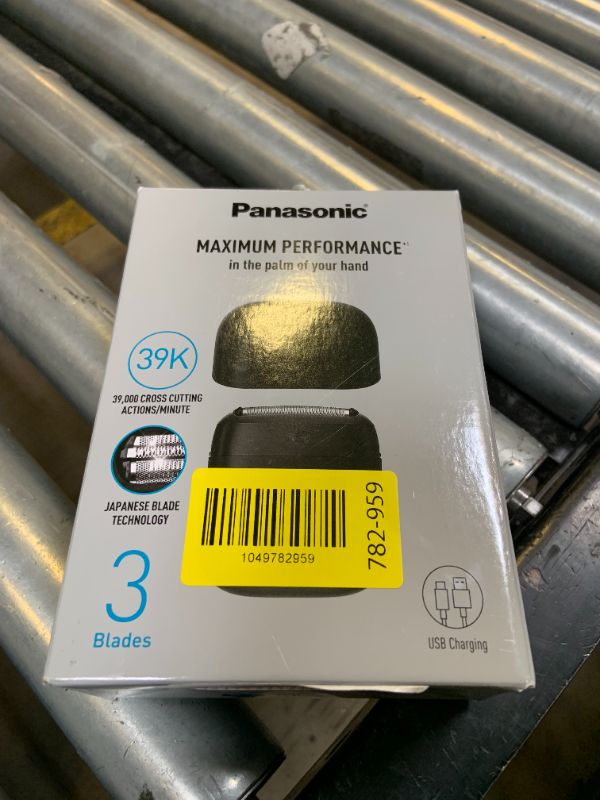 Panasonic
MAXIMUM PERFORMANCE*1
in the palm of your hand
39K
39,000 CROSS CUTTING
ACTIONS/MINUTE
JAPANESE BLADE
TECHNOLOGY
3
Blades
1049782959
782-959
USB Charging